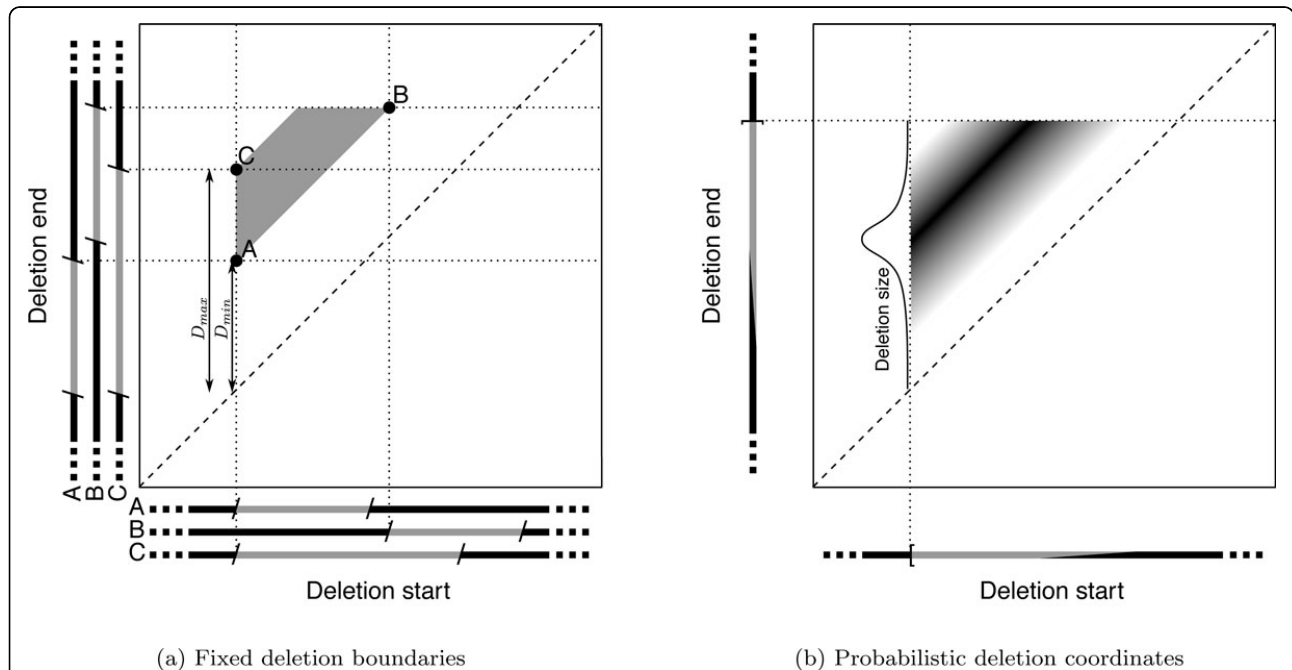 B
C
A
D_max
D_min
Deletion end
A
B
C
A
B
C
Deletion start
(a) Fixed deletion boundaries
Deletion size
Deletion end
Deletion start
(b) Probabilistic deletion coordinates